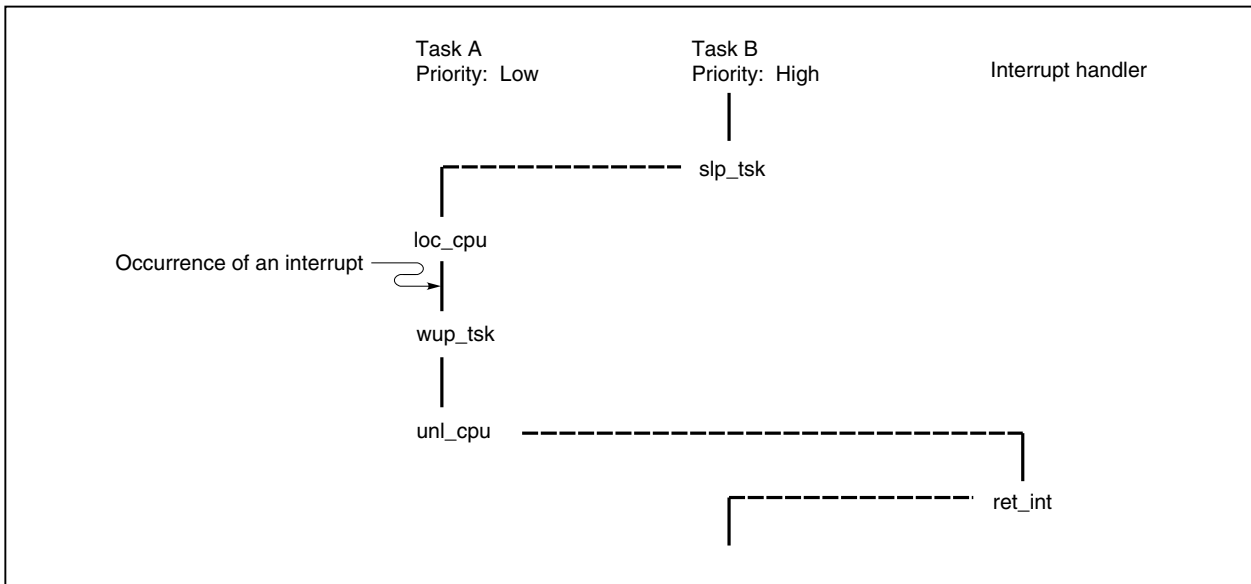 Task A
Priority: Low
Task B
Priority: High
Interrupt handler
slp_tsk
loc_cpu
Occurrence of an interrupt
wup_tsk
unl_cpu
ret_int